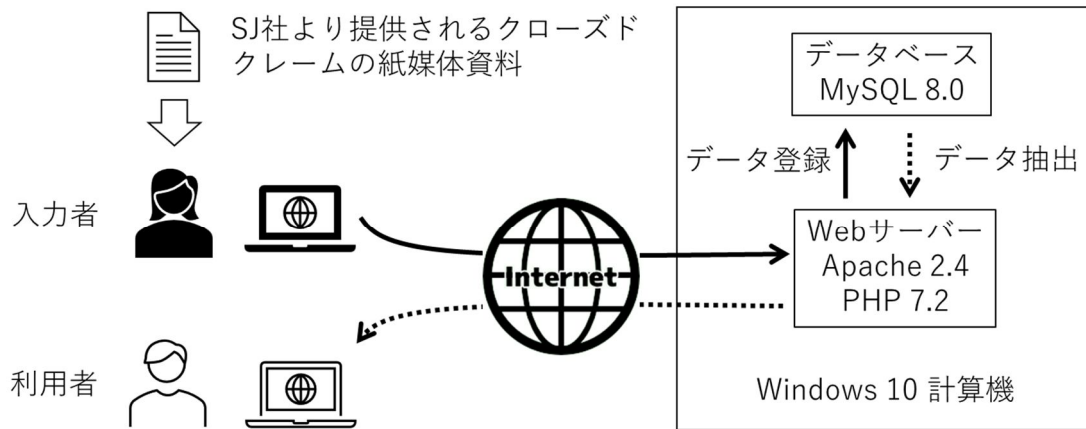 SJ社より提供されるクローズド
クレームの紙媒体資料
データベース
MySQL 8.0
データ登録
データ抽出
入力者
Internet
Webサーバー
Apache 2.4
PHP 7.2
利用者
Windows 10 計算機